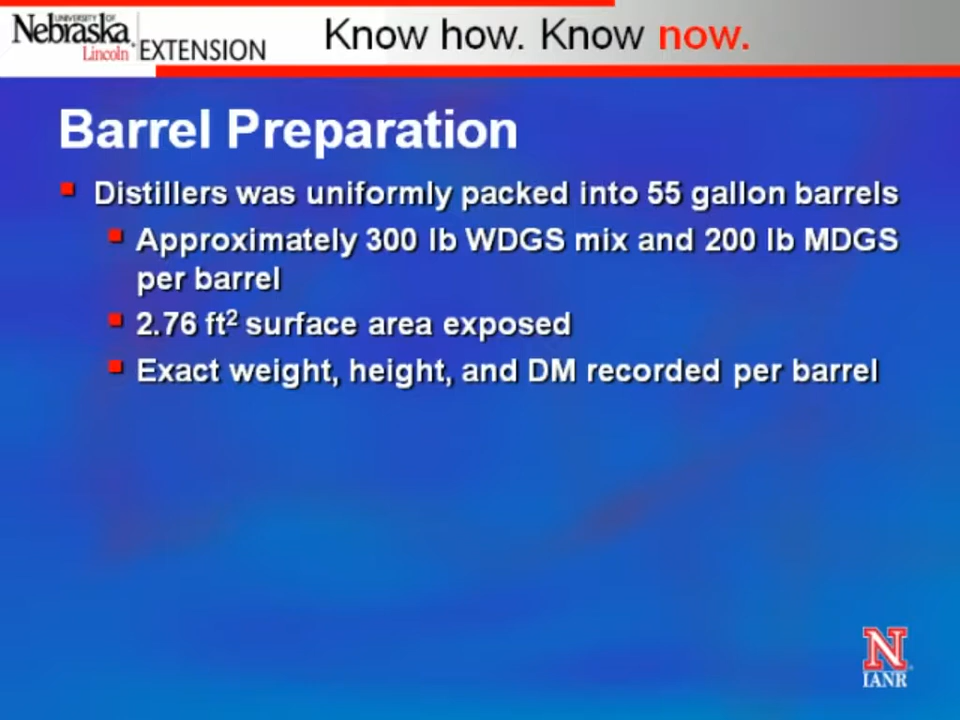 UNIVERSITY OF
Nebraska
Lincoln
EXTENSION
Know how. Know now.
Barrel Preparation
Distillers was uniformly packed into 55 gallon barrels
Approximately 300 lb WDGS mix and 200 lb MDGS
per barrel
2.76 ft² surface area exposed
Exact weight, height, and DM recorded per barrel
N
IANR